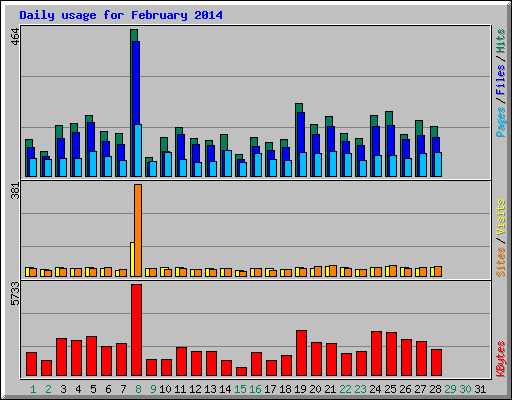 Daily usage for February 2014
464
Pages / Files / Hits
381
Sites / Visits
5733
KBytes
1 2 3 4 5 6 7 8 9 10 11 12 13 14 15 16 17 18 19 20 21 22 23 24 25 26 27 28 29 30 31